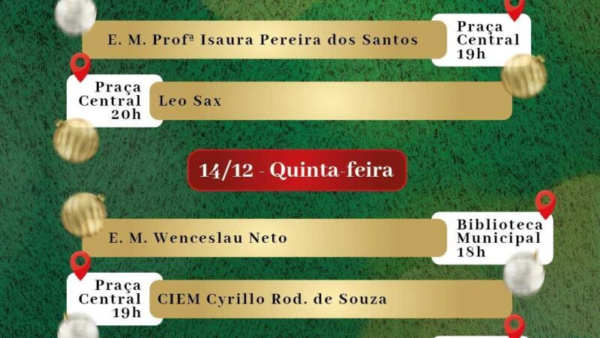 E. M. Profª Isaura Pereira dos Santos
Praça
Central
19h
Praça
Central
20h
Leo Sax
14/12 - Quinta-feira
E. M. Wenceslau Neto
Biblioteca
Municipal
18h
Praça
Central
19h
CIEM Cyrillo Rod. de Souza